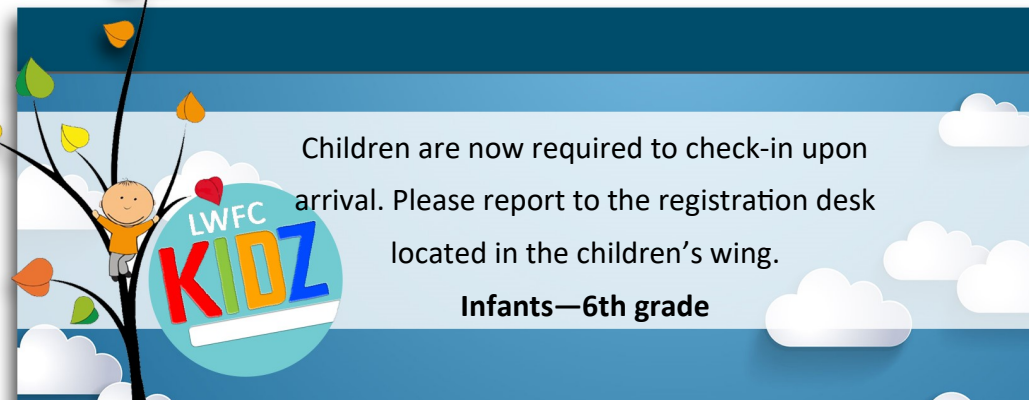 Children are now required to check-in upon
arrival. Please report to the registration desk
located in the children's wing.
Infants—6th grade
LWFC
KIDZ